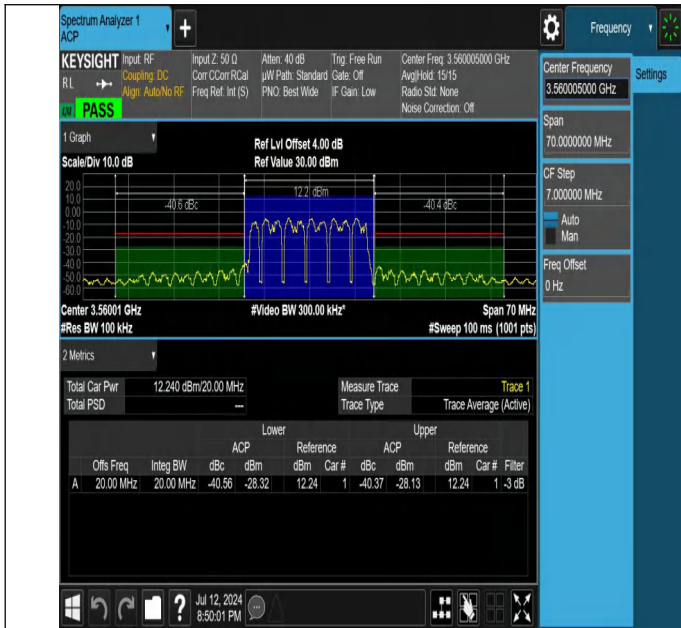 Spectrum Analyzer 1
ACP
+
Frequency
KEYSIGHT Input: RF Input Z: 50 Ω Atten: 40 dB Trig: Free Run Center Freq: 3.560005000 GHz
RL Coupling: DC Corr CCorr RCal µW Path: Standard Gate: Off Avg|Hold: 15/15
Align: Auto/No RF Freq Ref: Int (S) PNO: Best Wide IF Gain: Low Radio Std: None
PASS Noise Correction: Off
Center Frequency
3.560005000 GHz
Settings
Span
70.0000000 MHz
CF Step
7.000000 MHz
Auto
Man
Freq Offset
0 Hz
1 Graph
Ref Lvl Offset 4.00 dB
Scale/Div 10.0 dB Ref Value 30.00 dBm
20.0
10.0
0.00
-10.0
-20.0
-30.0
-40.0
-50.0
-60.0
-40.6 dBc 12.2 dBm -40.4 dBc
Center 3.56001 GHz #Video BW 300.00 kHz* Span 70 MHz
#Res BW 100 kHz #Sweep 100 ms (1001 pts)
2 Metrics
Total Car Pwr 12.240 dBm/20.00 MHz Measure Trace Trace 1
Total PSD --- Trace Type Trace Average (Active)
Lower Upper
ACP Reference ACP Reference
Offs Freq Integ BW dBc dBm dBm Car # dBc dBm dBm Car # Filter
A 20.00 MHz 20.00 MHz -40.56 -28.32 12.24 1 -40.37 -28.13 12.24 1 -3 dB
? Jul 12, 2024
8:50:01 PM